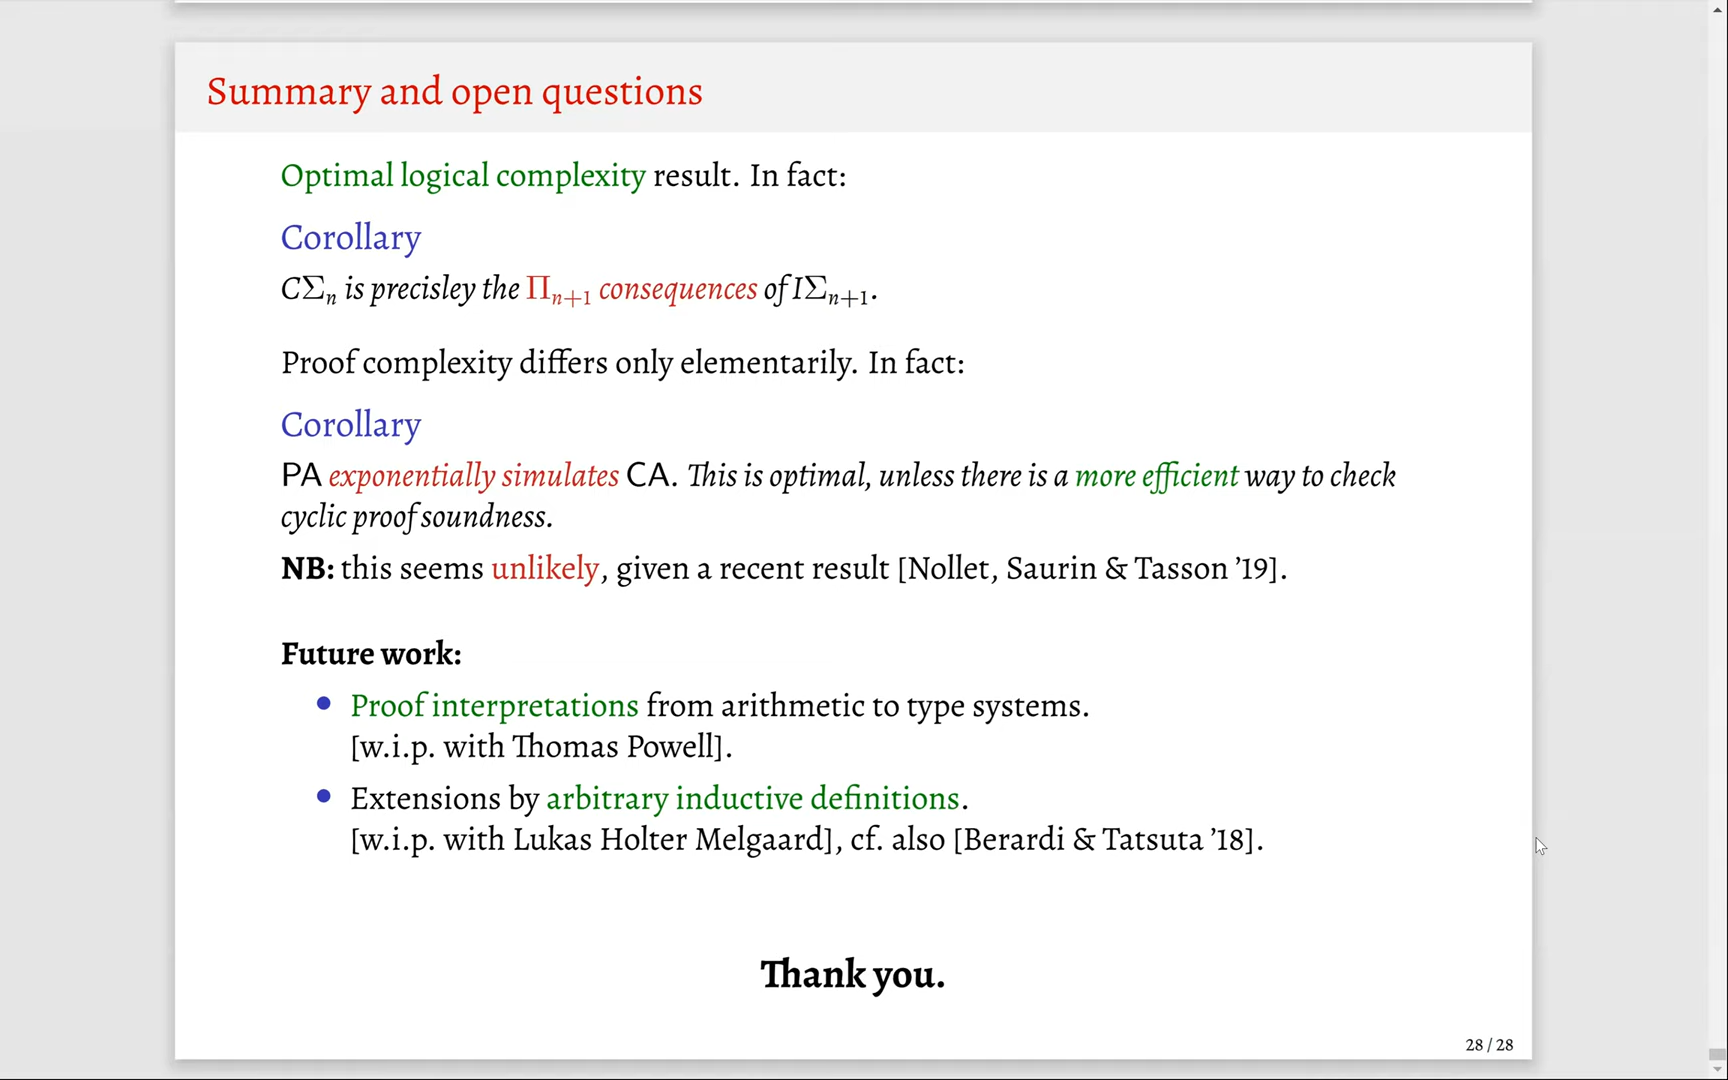 Summary and open questions
Optimal logical complexity result. In fact:
Corollary
CΣₙ is precisley the Πₙ₊₁ consequences of IΣₙ₊₁.
Proof complexity differs only elementarily. In fact:
Corollary
PA exponentially simulates CA. This is optimal, unless there is a more efficient way to check
cyclic proof soundness.
NB: this seems unlikely, given a recent result [Nollet, Saurin & Tasson ’19].
Future work:
• Proof interpretations from arithmetic to type systems.
[w.i.p. with Thomas Powell].
• Extensions by arbitrary inductive definitions.
[w.i.p. with Lukas Holter Melgaard], cf. also [Berardi & Tatsuta ’18].
Thank you.
28 / 28